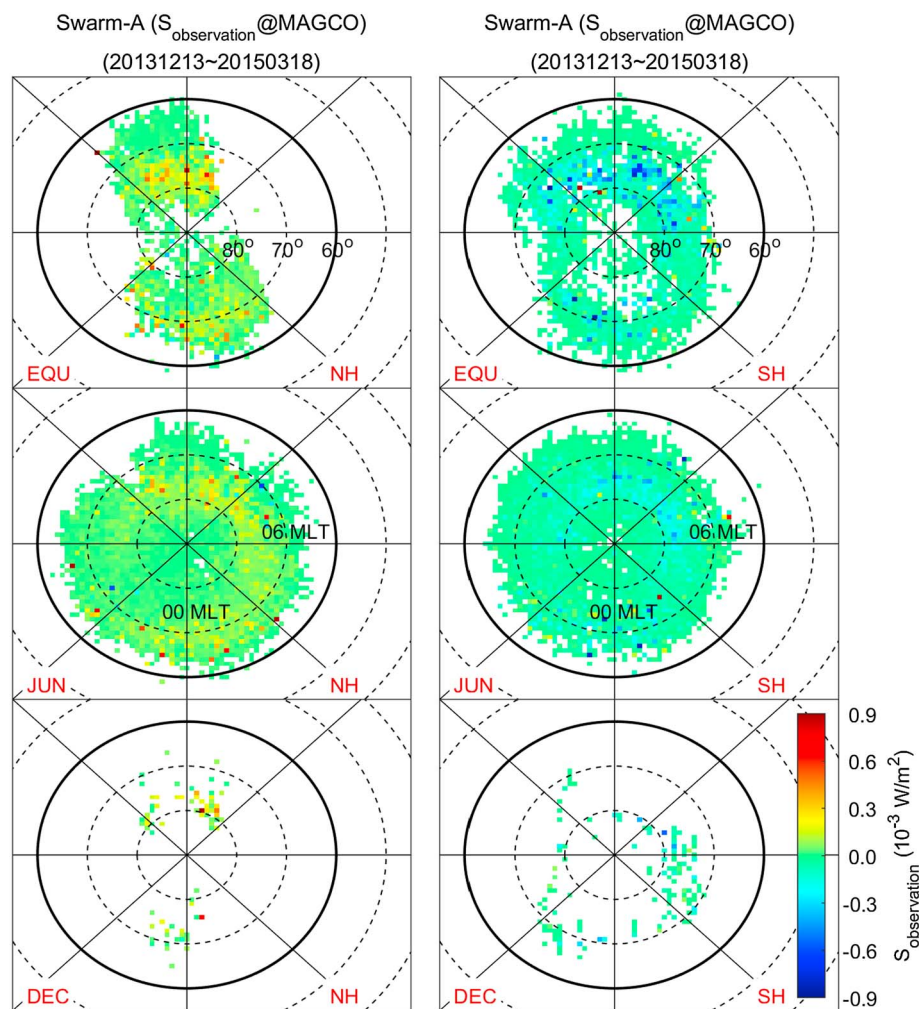 Swarm-A (S_observation@MAGCO)
(20131213~20150318)
Swarm-A (S_observation@MAGCO)
(20131213~20150318)
80° 70° 60°
EQU NH
80° 70° 60°
EQU SH
06 MLT
00 MLT
JUN NH
06 MLT
00 MLT
JUN SH
DEC NH
DEC SH
0.9
0.6
0.3
0.0
-0.3
-0.6
-0.9
S_observation (10⁻³ W/m²)